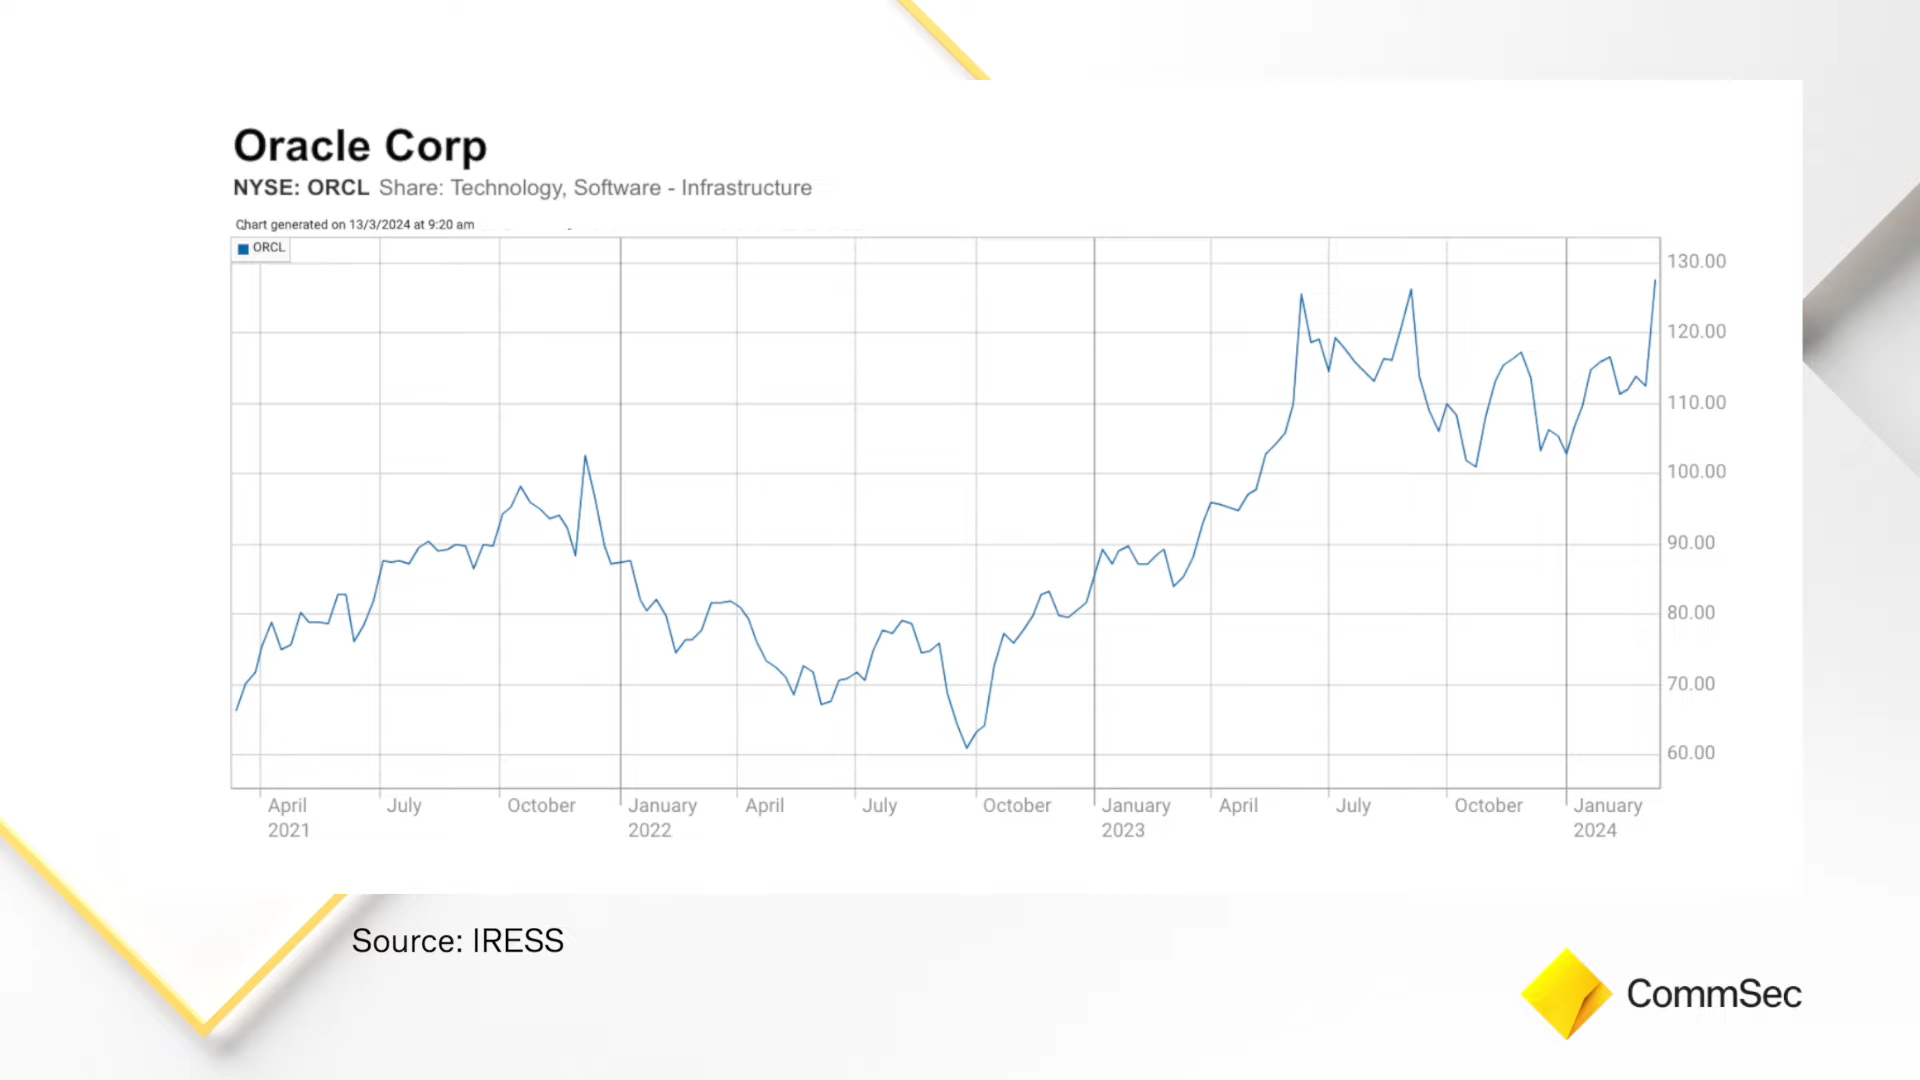 Oracle Corp
NYSE: ORCL Share: Technology, Software - Infrastructure
Chart generated on 13/3/2024 at 9:20 am
ORCL
130.00
120.00
110.00
100.00
90.00
80.00
70.00
60.00
April July October January April July October January April July October January
2021 2022 2023 2024
Source: IRESS
CommSec